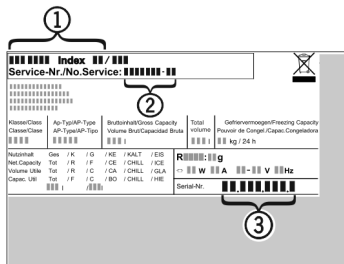 ①
Index /
Service-Nr./No.Service: -
②
Klasse/Class Ap-Typ/AP-Type Bruttoinhalt/Gross Capacity Total Gefriervermoegen/Freezing Capacity
Classe/Clase AP-Type/AP-Tipo Volume Brut/Capacidad Bruta volume Pouvoir de Congel./Capac.Congeladora
l l kg / 24 h
Nutzinhalt Ges / K / G / KE / KALT / EIS
Net Capacity Tot / R / F / CE / CHILL / ICE
Volume Utile Tot / R / C / CA / CHILL / GLA
Capac. Util Tot / F / C / BO / CHILL / HIE
l / l
R : g
W A - V Hz
Serial-Nr. . . .
③